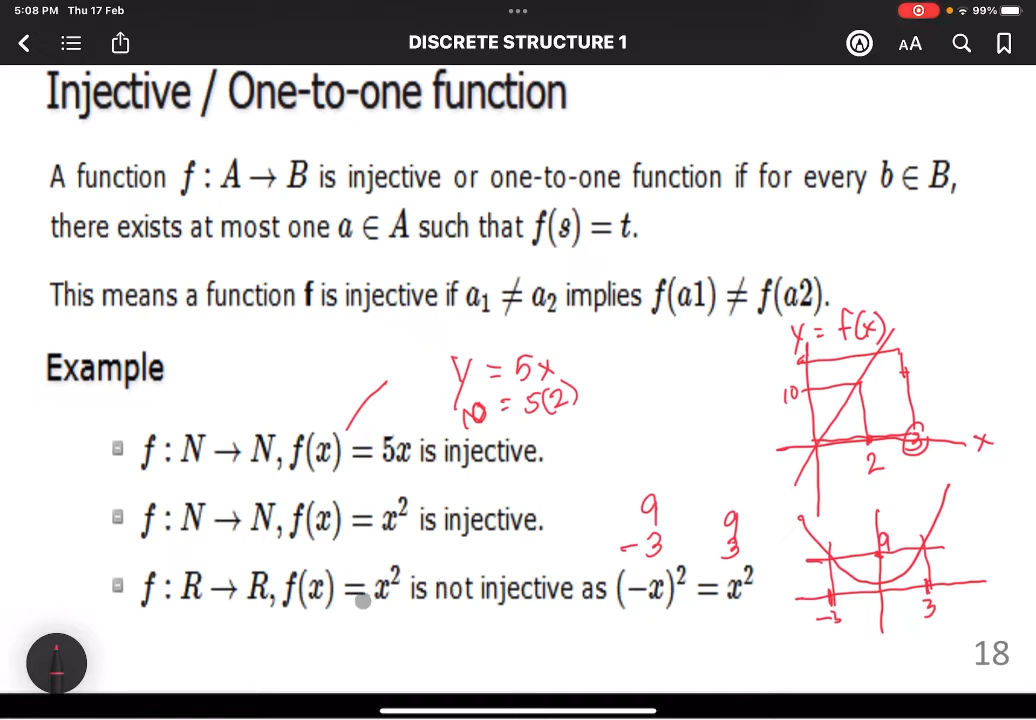 5:08 PM Thu 17 Feb
99%
DISCRETE STRUCTURE 1
AA
Injective / One-to-one function
A function f : A → B is injective or one-to-one function if for every b ∈ B,
there exists at most one a ∈ A such that f(s) = t.
This means a function f is injective if a₁ ≠ a₂ implies f(a1) ≠ f(a2).
y = f(x)
Example
y = 5x
10 = 5(2)
10
x
2
3
f : N → N, f(x) = 5x is injective.
f : N → N, f(x) = x² is injective.
9 9
-3 3
9
f : R → R, f(x) = x² is not injective as (−x)² = x²
-3 3
18